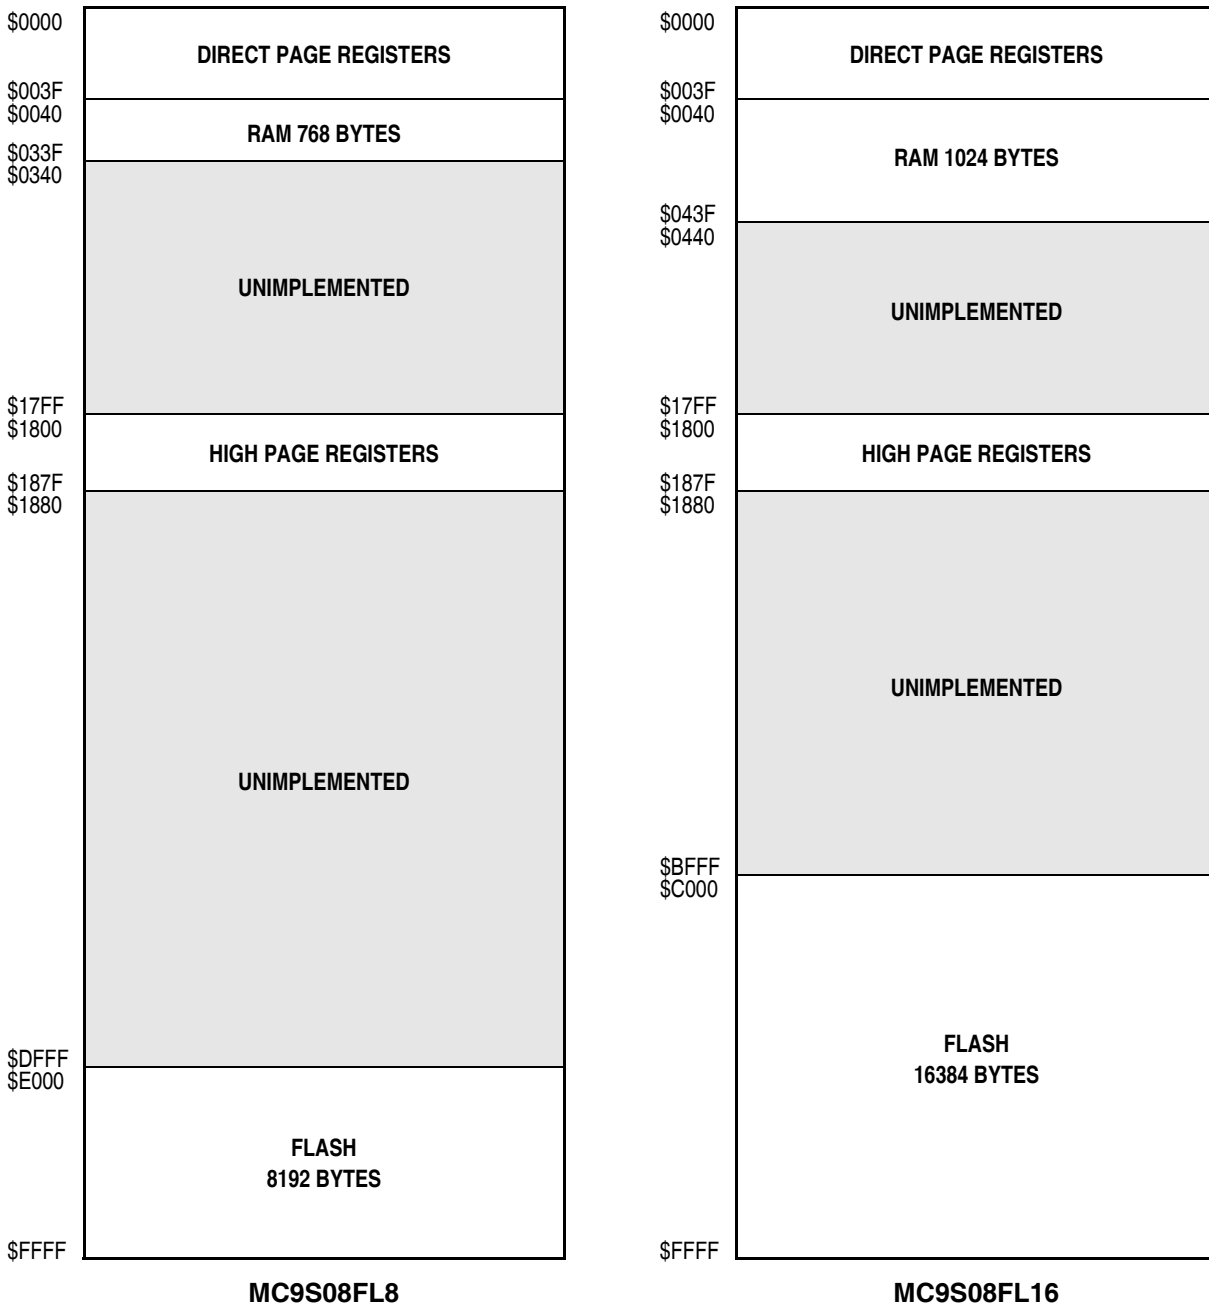 $0000
DIRECT PAGE REGISTERS
$003F
$0040
RAM 768 BYTES
$033F
$0340
UNIMPLEMENTED
$17FF
$1800
HIGH PAGE REGISTERS
$187F
$1880
UNIMPLEMENTED
$DFFF
$E000
FLASH
8192 BYTES
$FFFF
MC9S08FL8
$0000
DIRECT PAGE REGISTERS
$003F
$0040
RAM 1024 BYTES
$043F
$0440
UNIMPLEMENTED
$17FF
$1800
HIGH PAGE REGISTERS
$187F
$1880
UNIMPLEMENTED
$BFFF
$C000
FLASH
16384 BYTES
$FFFF
MC9S08FL16